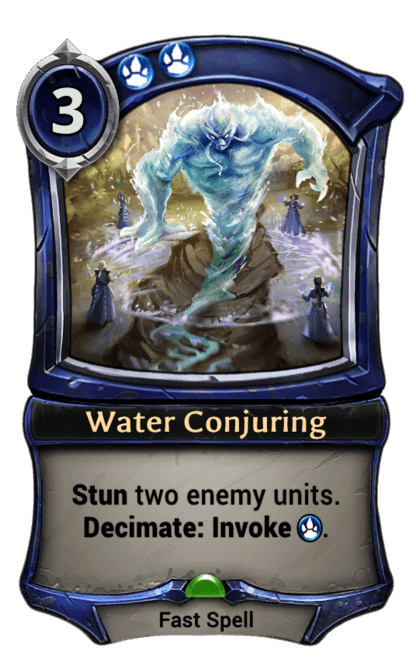 3
Water Conjuring
Stun two enemy units.
Decimate: Invoke .
Fast Spell